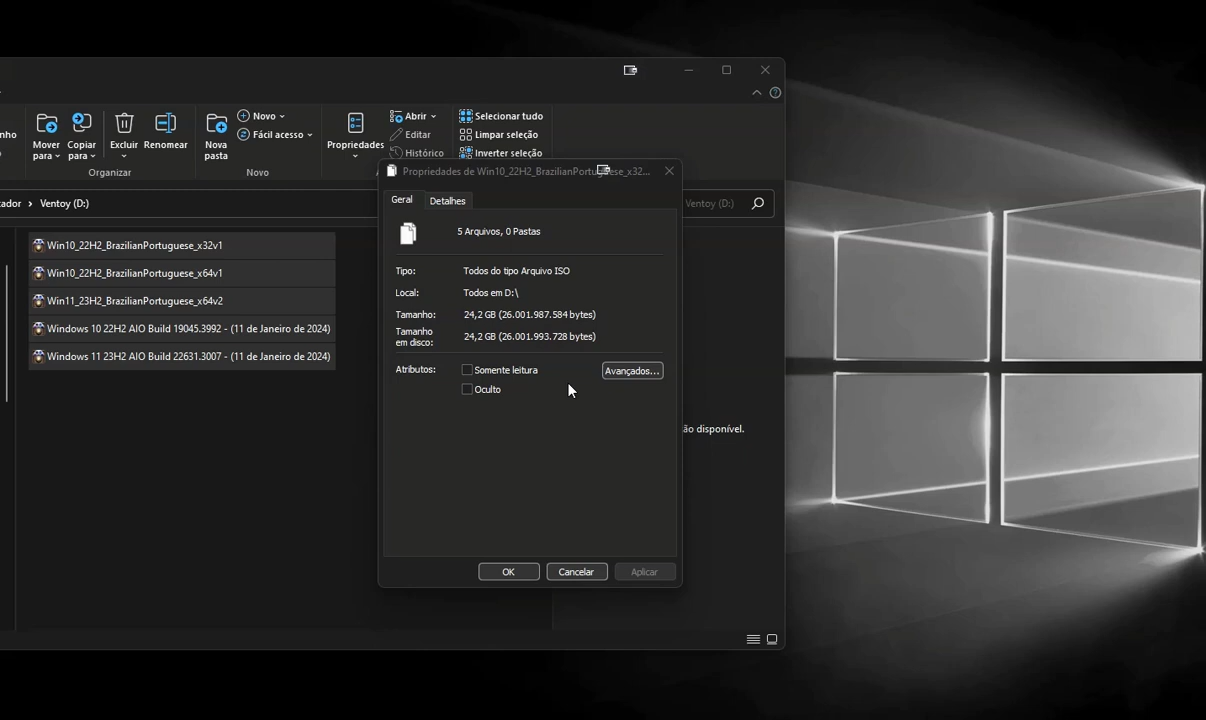 nho
Mover para
Copiar para
Excluir
Renomear
Organizar
Nova pasta
Novo
Fácil acesso
Novo
Propriedades
Abrir
Editar
Histórico
A
Selecionar tudo
Limpar seleção
Inverter seleção
tador > Ventoy (D:)
Ventoy (D:)
Win10_22H2_BrazilianPortuguese_x32v1
Win10_22H2_BrazilianPortuguese_x64v1
Win11_23H2_BrazilianPortuguese_x64v2
Windows 10 22H2 AIO Build 19045.3992 - (11 de Janeiro de 2024)
Windows 11 23H2 AIO Build 22631.3007 - (11 de Janeiro de 2024)
ão disponível.
Propriedades de Win10_22H2_BrazilianPortuguese_x32...
Geral Detalhes
5 Arquivos, 0 Pastas
Tipo: Todos do tipo Arquivo ISO
Local: Todos em D:\
Tamanho: 24,2 GB (26.001.987.584 bytes)
Tamanho em disco: 24,2 GB (26.001.993.728 bytes)
Atributos: Somente leitura Avançados...
Oculto
OK Cancelar Aplicar